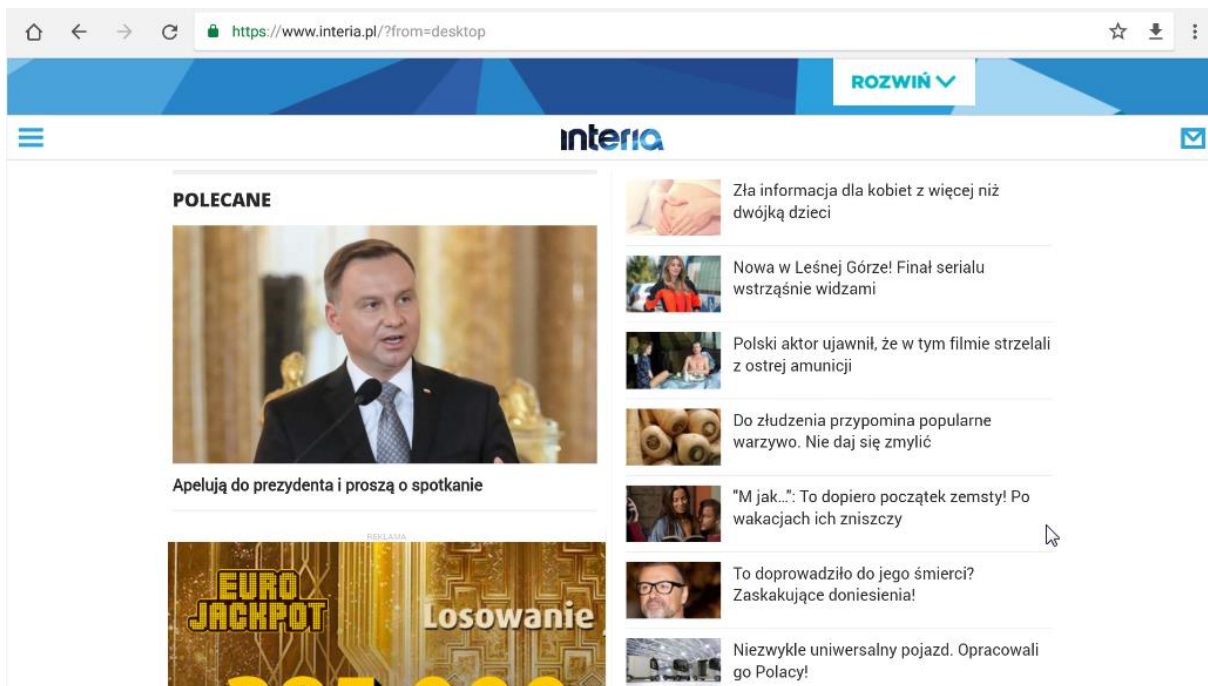 https://www.interia.pl/?from=desktop
ROZWIŃ
interia
POLECANE
Apelują do prezydenta i proszą o spotkanie
REKLAMA
EURO
JACKPOT
Losowanie
Zła informacja dla kobiet z więcej niż
dwójką dzieci
Nowa w Leśnej Górze! Finał serialu
wstrząśnie widzami
Polski aktor ujawnił, że w tym filmie strzelali
z ostrej amunicji
Do złudzenia przypomina popularne
warzywo. Nie daj się zmylić
"M jak...": To dopiero początek zemsty! Po
wakacjach ich zniszczy
To doprowadziło do jego śmierci?
Zaskakujące doniesienia!
Niezwykle uniwersalny pojazd. Opracowali
go Polacy!